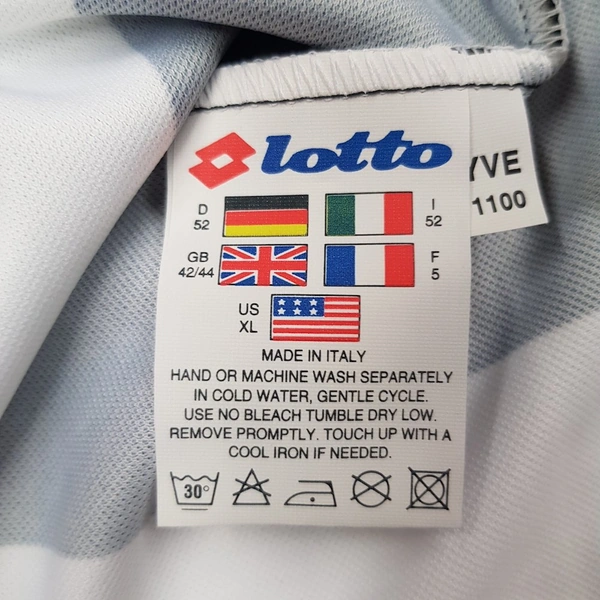 lotto
D
52
I
52
GB
42/44
F
5
US
XL
MADE IN ITALY
HAND OR MACHINE WASH SEPARATELY
IN COLD WATER, GENTLE CYCLE.
USE NO BLEACH TUMBLE DRY LOW.
REMOVE PROMPTLY. TOUCH UP WITH A
COOL IRON IF NEEDED.
30°
YVE
1100